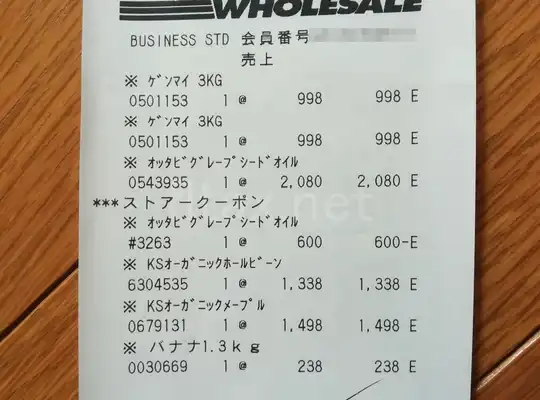 WHOLESALE
BUSINESS STD 会員番号
売上
※ ｹﾞﾝﾏｲ 3KG
0501153 1 @ 998 998 E
※ ｹﾞﾝﾏｲ 3KG
0501153 1 @ 998 998 E
※ ｵｯﾀﾋﾞｸﾞﾚｰﾌﾟｼｰﾄﾞｵｲﾙ
0543935 1 @ 2,080 2,080 E
***ストアークーポン
※ ｵｯﾀﾋﾞｸﾞﾚｰﾌﾟｼｰﾄﾞｵｲﾙ
#3263 1 @ 600 600-E
※ KSｵｰｶﾞﾆｯｸﾎｰﾙﾋﾞｰﾝ
6304535 1 @ 1,338 1,338 E
※ KSｵｰｶﾞﾆｯｸﾒｰﾌﾟﾙ
0679131 1 @ 1,498 1,498 E
※ バナナ1.3ｋｇ
0030669 1 @ 238 238 E